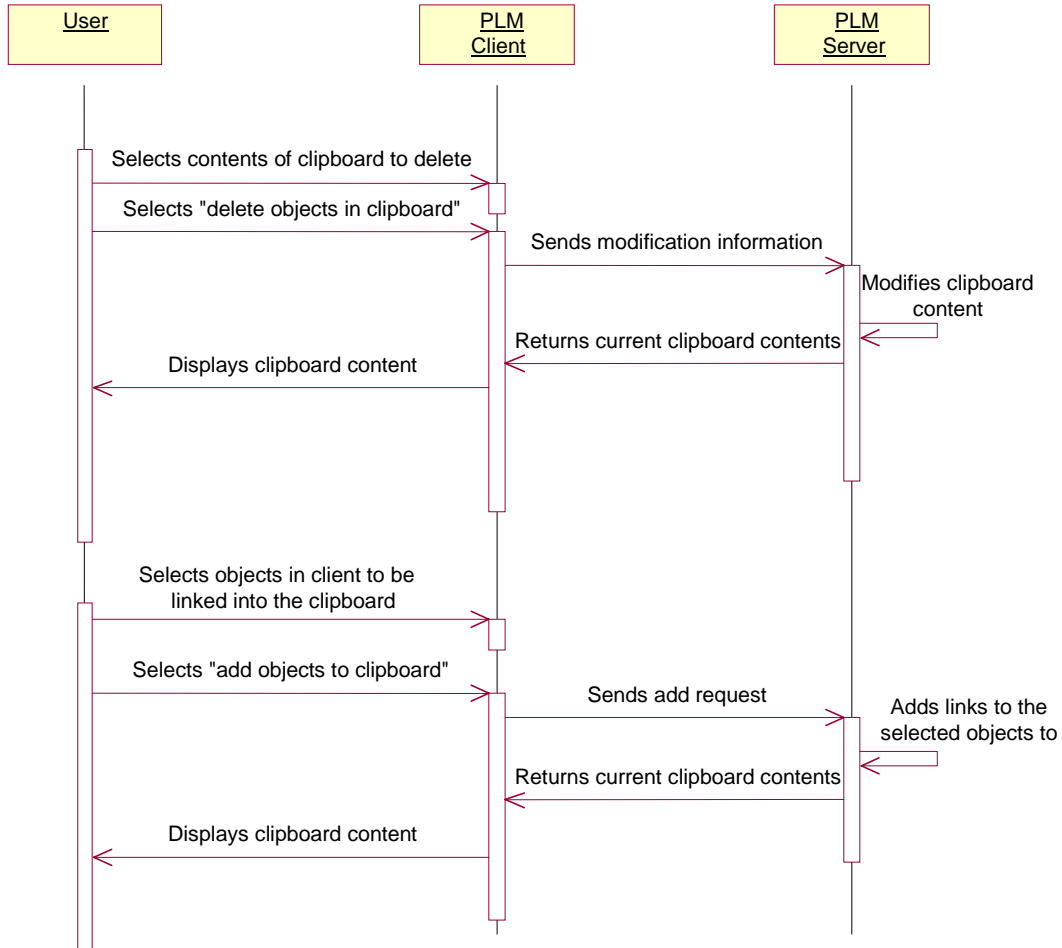 User
PLM
Client
PLM
Server
Selects contents of clipboard to delete
Selects "delete objects in clipboard"
Sends modification information
Modifies clipboard
content
Returns current clipboard contents
Displays clipboard content
Selects objects in client to be
linked into the clipboard
Selects "add objects to clipboard"
Sends add request
Adds links to the
selected objects to
Returns current clipboard contents
Displays clipboard content